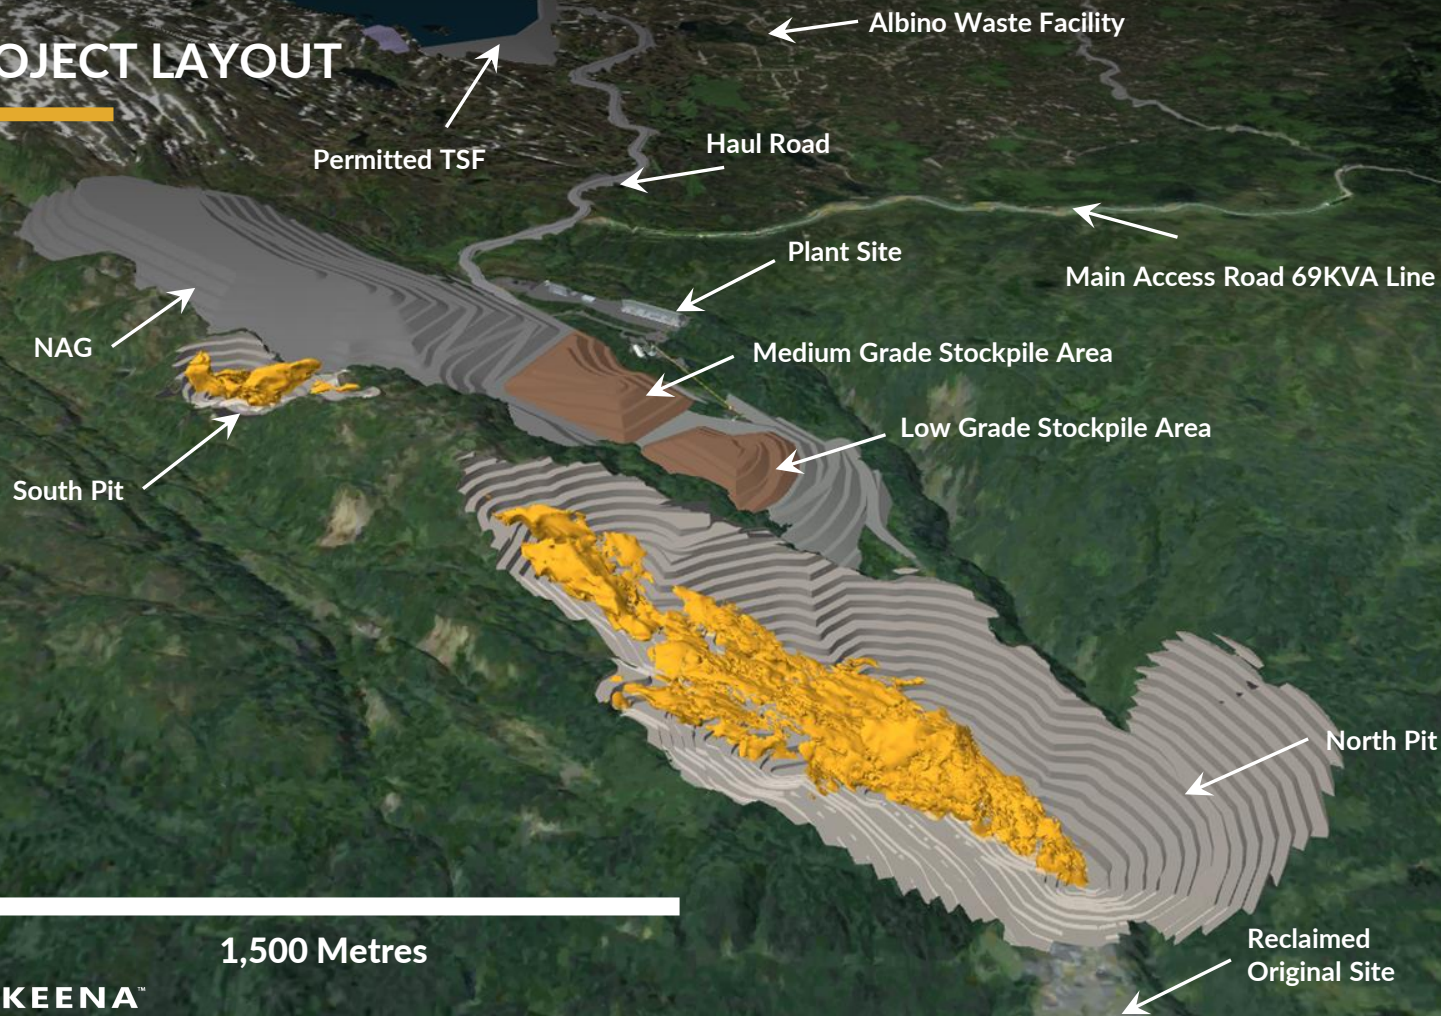 Albino Waste Facility
OJECT LAYOUT
Permitted TSF
Haul Road
Plant Site
Main Access Road 69KVA Line
NAG
Medium Grade Stockpile Area
Low Grade Stockpile Area
South Pit
North Pit
1,500 Metres
Reclaimed
Original Site
KEENA™